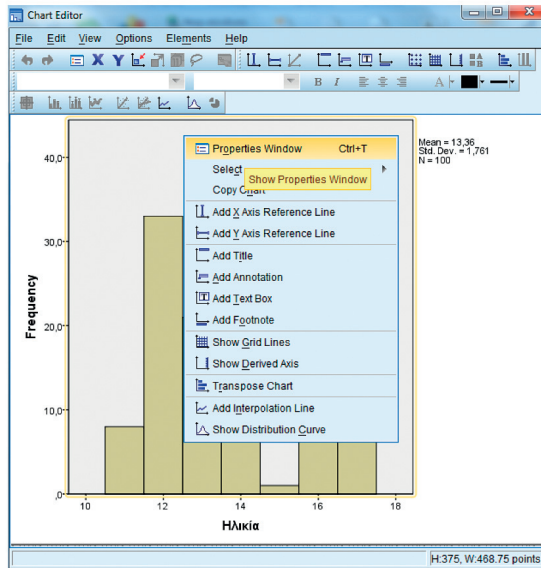 Chart Editor
File Edit View Options Elements Help
X Y
B I A
Mean = 13,36
Std. Dev. = 1,761
N = 100
Properties Window Ctrl+T
Select
Show Properties Window
Copy Chart
Add X Axis Reference Line
Add Y Axis Reference Line
Add Title
Add Annotation
Add Text Box
Add Footnote
Show Grid Lines
Show Derived Axis
Transpose Chart
Add Interpolation Line
Show Distribution Curve
Frequency
40,0
30,0
20,0
10,0
,0
10 12 14 16 18
Ηλικία
H:375, W:468.75 points